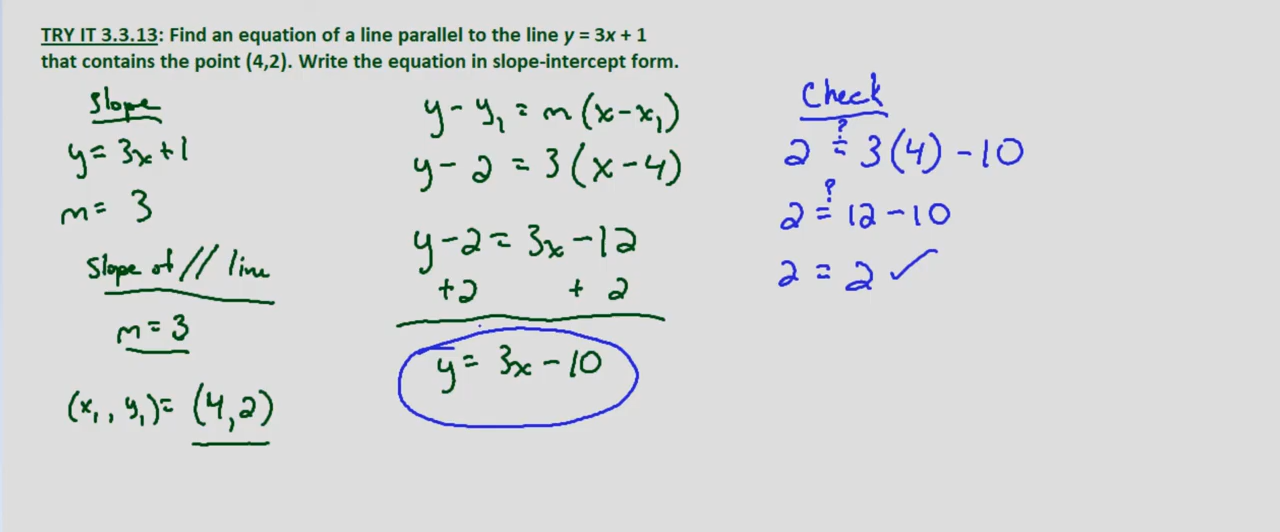 TRY IT 3.3.13: Find an equation of a line parallel to the line y = 3x + 1
that contains the point (4,2). Write the equation in slope-intercept form.
Slope
y = 3x + 1
m = 3
Slope of // line
m = 3
(x₁, y₁) = (4,2)
y - y₁ = m(x - x₁)
y - 2 = 3(x - 4)
y - 2 = 3x - 12
+2 + 2
y = 3x - 10
Check
2 ≟ 3(4) - 10
2 ≟ 12 - 10
2 = 2 ✓